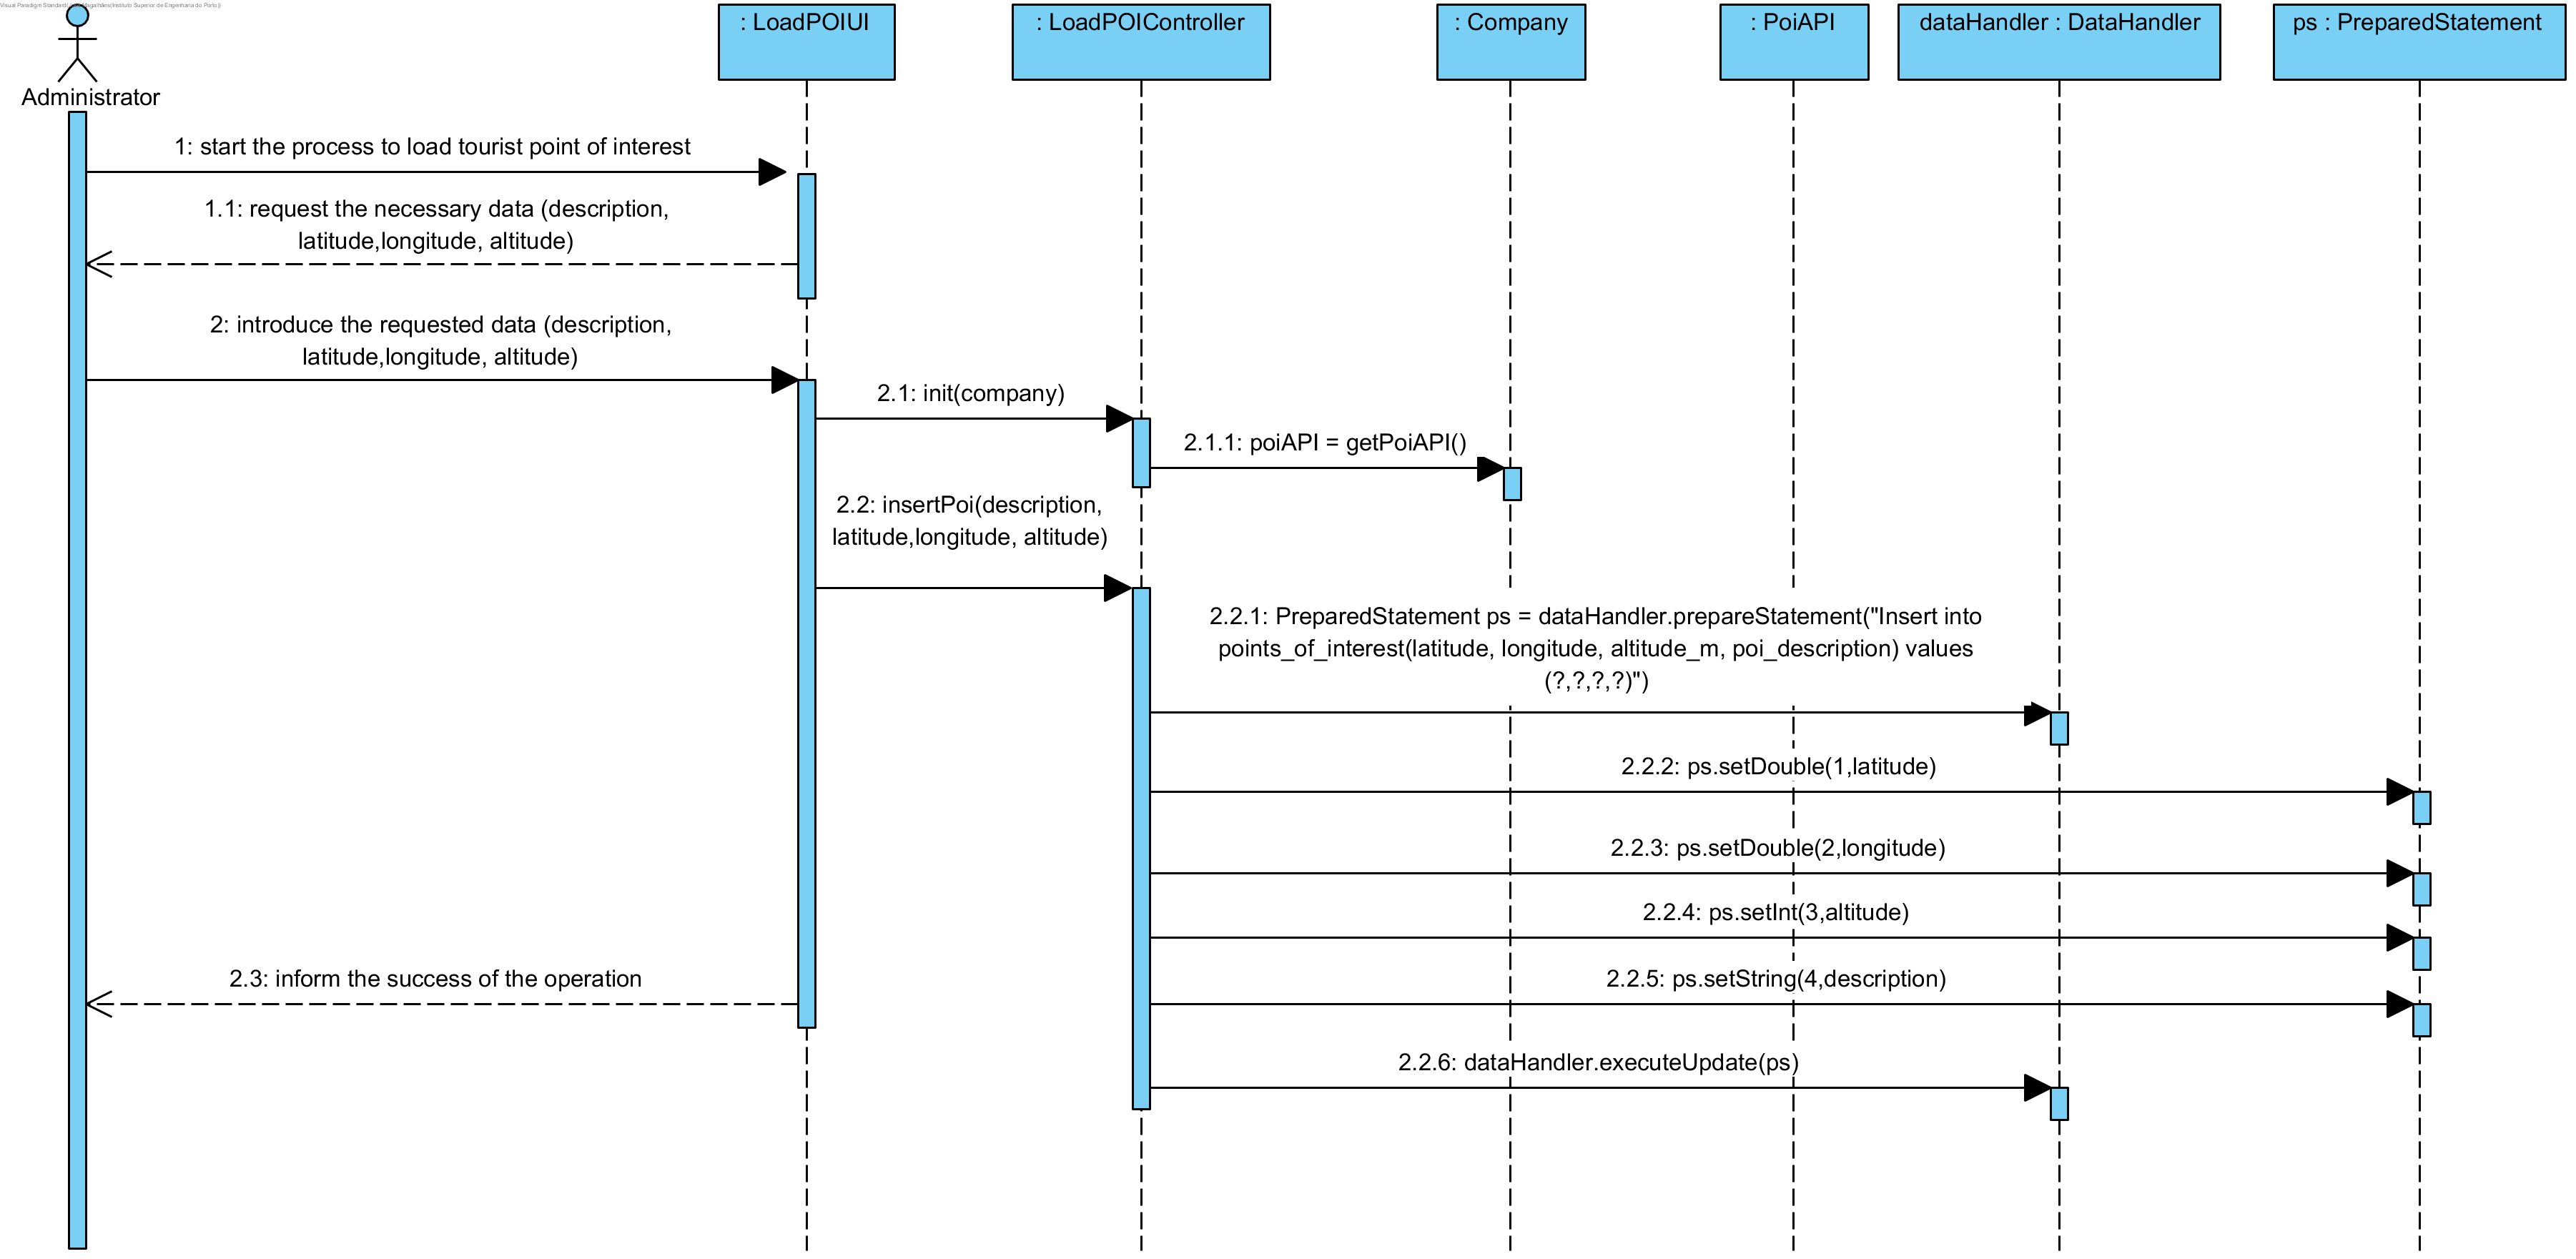 Visual Paradigm Standard(
Magalhães(Instituto Superior de Engenharia do Porto))
: LoadPOIUI
: LoadPOIController
: Company
: PoiAPI
dataHandler : DataHandler
ps : PreparedStatement
Administrator
1: start the process to load tourist point of interest
1.1: request the necessary data (description,
latitude,longitude, altitude)
2: introduce the requested data (description,
latitude,longitude, altitude)
2.1: init(company)
2.1.1: poiAPI = getPoiAPI()
2.2: insertPoi(description,
latitude,longitude, altitude)
2.2.1: PreparedStatement ps = dataHandler.prepareStatement("Insert into
points_of_interest(latitude, longitude, altitude_m, poi_description) values
(?,?,?,?)")
2.2.2: ps.setDouble(1,latitude)
2.2.3: ps.setDouble(2,longitude)
2.2.4: ps.setInt(3,altitude)
2.3: inform the success of the operation
2.2.5: ps.setString(4,description)
2.2.6: dataHandler.executeUpdate(ps)